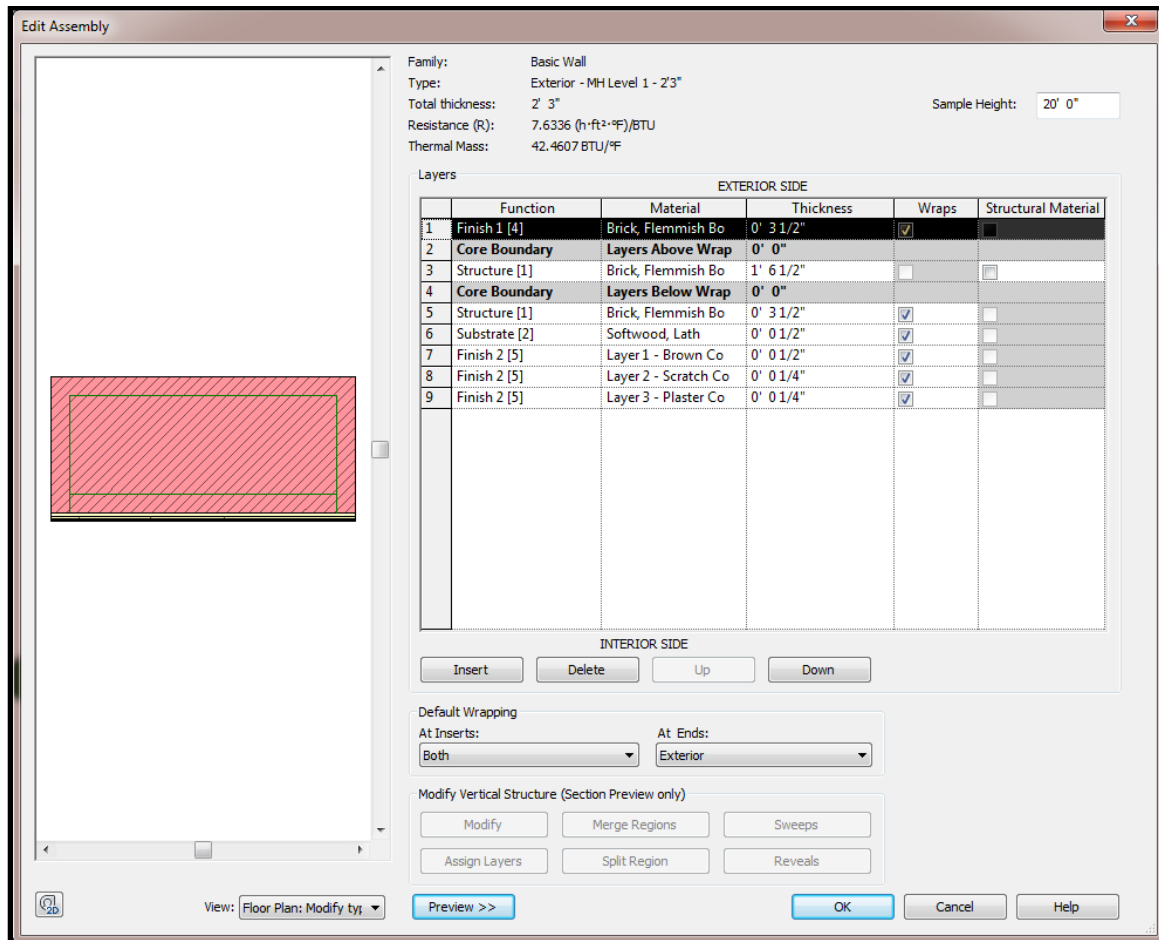 Edit Assembly
Family: Basic Wall
Type: Exterior - MH Level 1 - 2'3"
Total thickness: 2' 3"
Sample Height: 20' 0"
Resistance (R): 7.6336 (h·ft²·°F)/BTU
Thermal Mass: 42.4607 BTU/°F
Layers
EXTERIOR SIDE
Function Material Thickness Wraps Structural Material
1 Finish 1 [4] Brick, Flemmish Bo 0' 3 1/2"
2 Core Boundary Layers Above Wrap 0' 0"
3 Structure [1] Brick, Flemmish Bo 1' 6 1/2"
4 Core Boundary Layers Below Wrap 0' 0"
5 Structure [1] Brick, Flemmish Bo 0' 3 1/2"
6 Substrate [2] Softwood, Lath 0' 0 1/2"
7 Finish 2 [5] Layer 1 - Brown Co 0' 0 1/2"
8 Finish 2 [5] Layer 2 - Scratch Co 0' 0 1/4"
9 Finish 2 [5] Layer 3 - Plaster Co 0' 0 1/4"
INTERIOR SIDE
Insert Delete Up Down
Default Wrapping
At Inserts: At Ends:
Both Exterior
Modify Vertical Structure (Section Preview only)
Modify Merge Regions Sweeps
Assign Layers Split Region Reveals
2D View: Floor Plan: Modify typ Preview >> OK Cancel Help